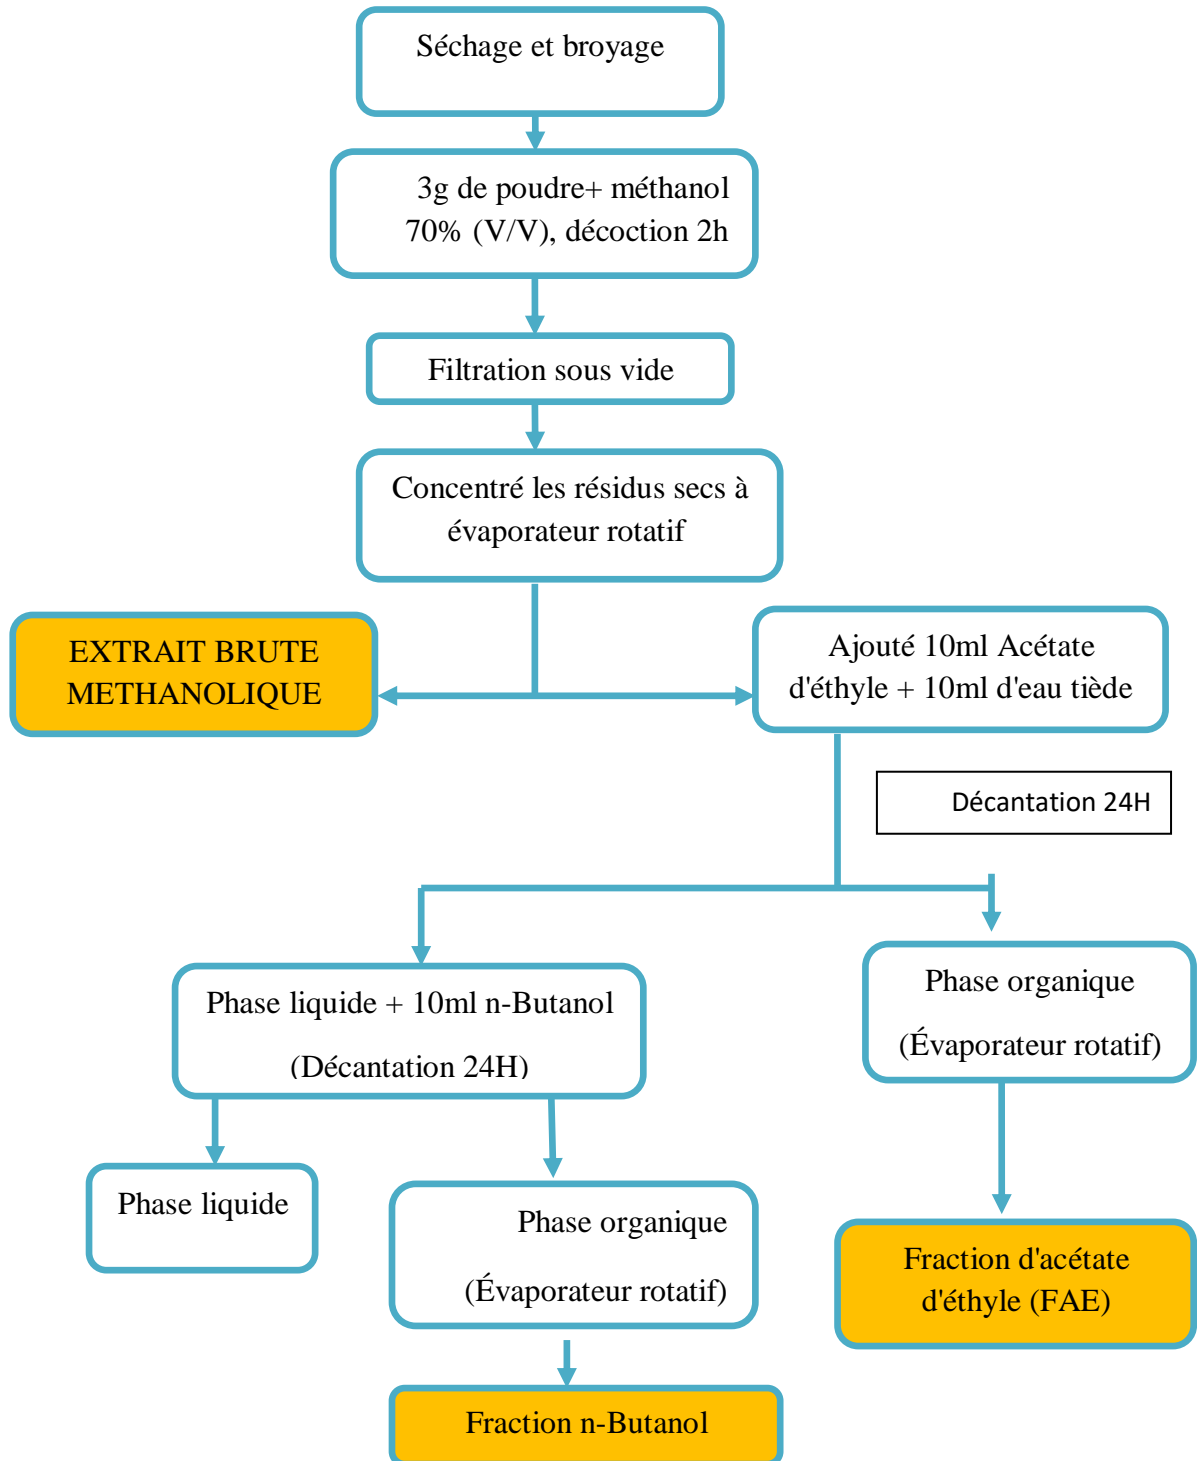 Séchage et broyage
3g de poudre+ méthanol
70% (V/V), décoction 2h
Filtration sous vide
Concentré les résidus secs à
évaporateur rotatif
EXTRAIT BRUTE
METHANOLIQUE
Ajouté 10ml Acétate
d'éthyle + 10ml d'eau tiède
Décantation 24H
Phase liquide + 10ml n-Butanol
(Décantation 24H)
Phase organique
(Évaporateur rotatif)
Phase liquide
Phase organique
(Évaporateur rotatif)
Fraction d'acétate
d'éthyle (FAE)
Fraction n-Butanol